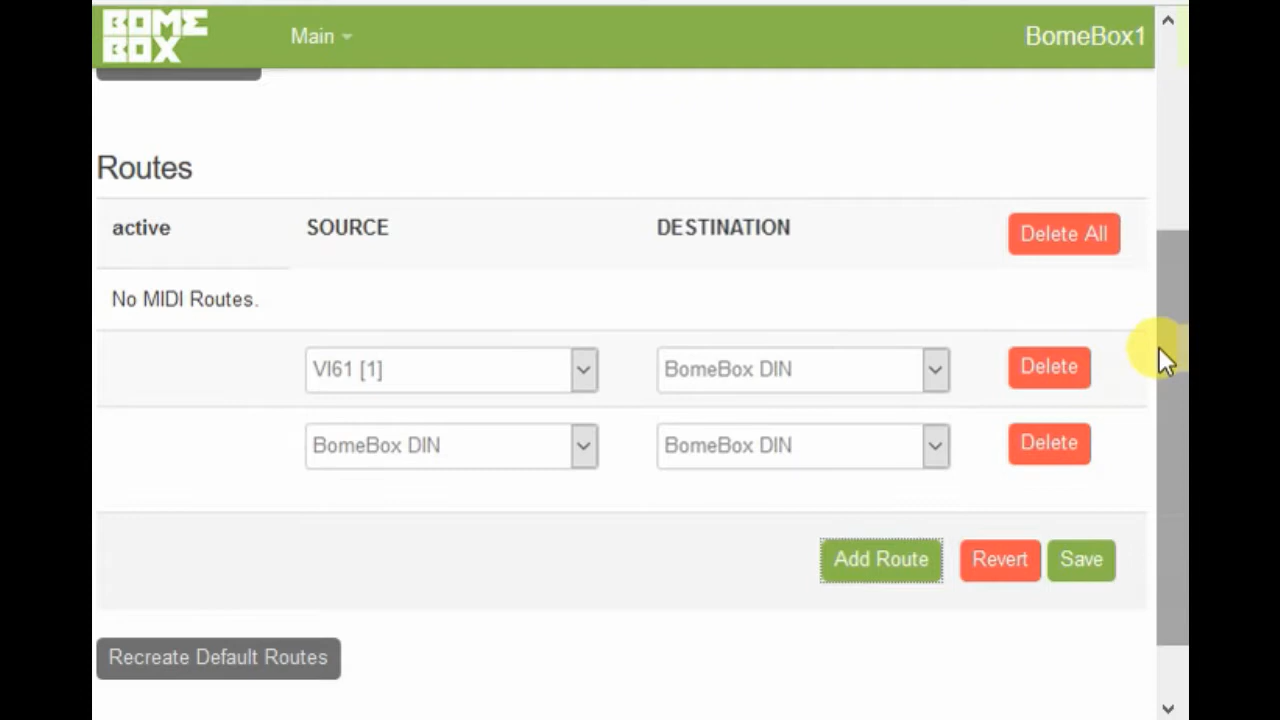 BOME
BOX
Main
BomeBox1
Routes
active SOURCE DESTINATION Delete All
No MIDI Routes.
VI61 [1] BomeBox DIN Delete
BomeBox DIN BomeBox DIN Delete
Add Route Revert Save
Recreate Default Routes